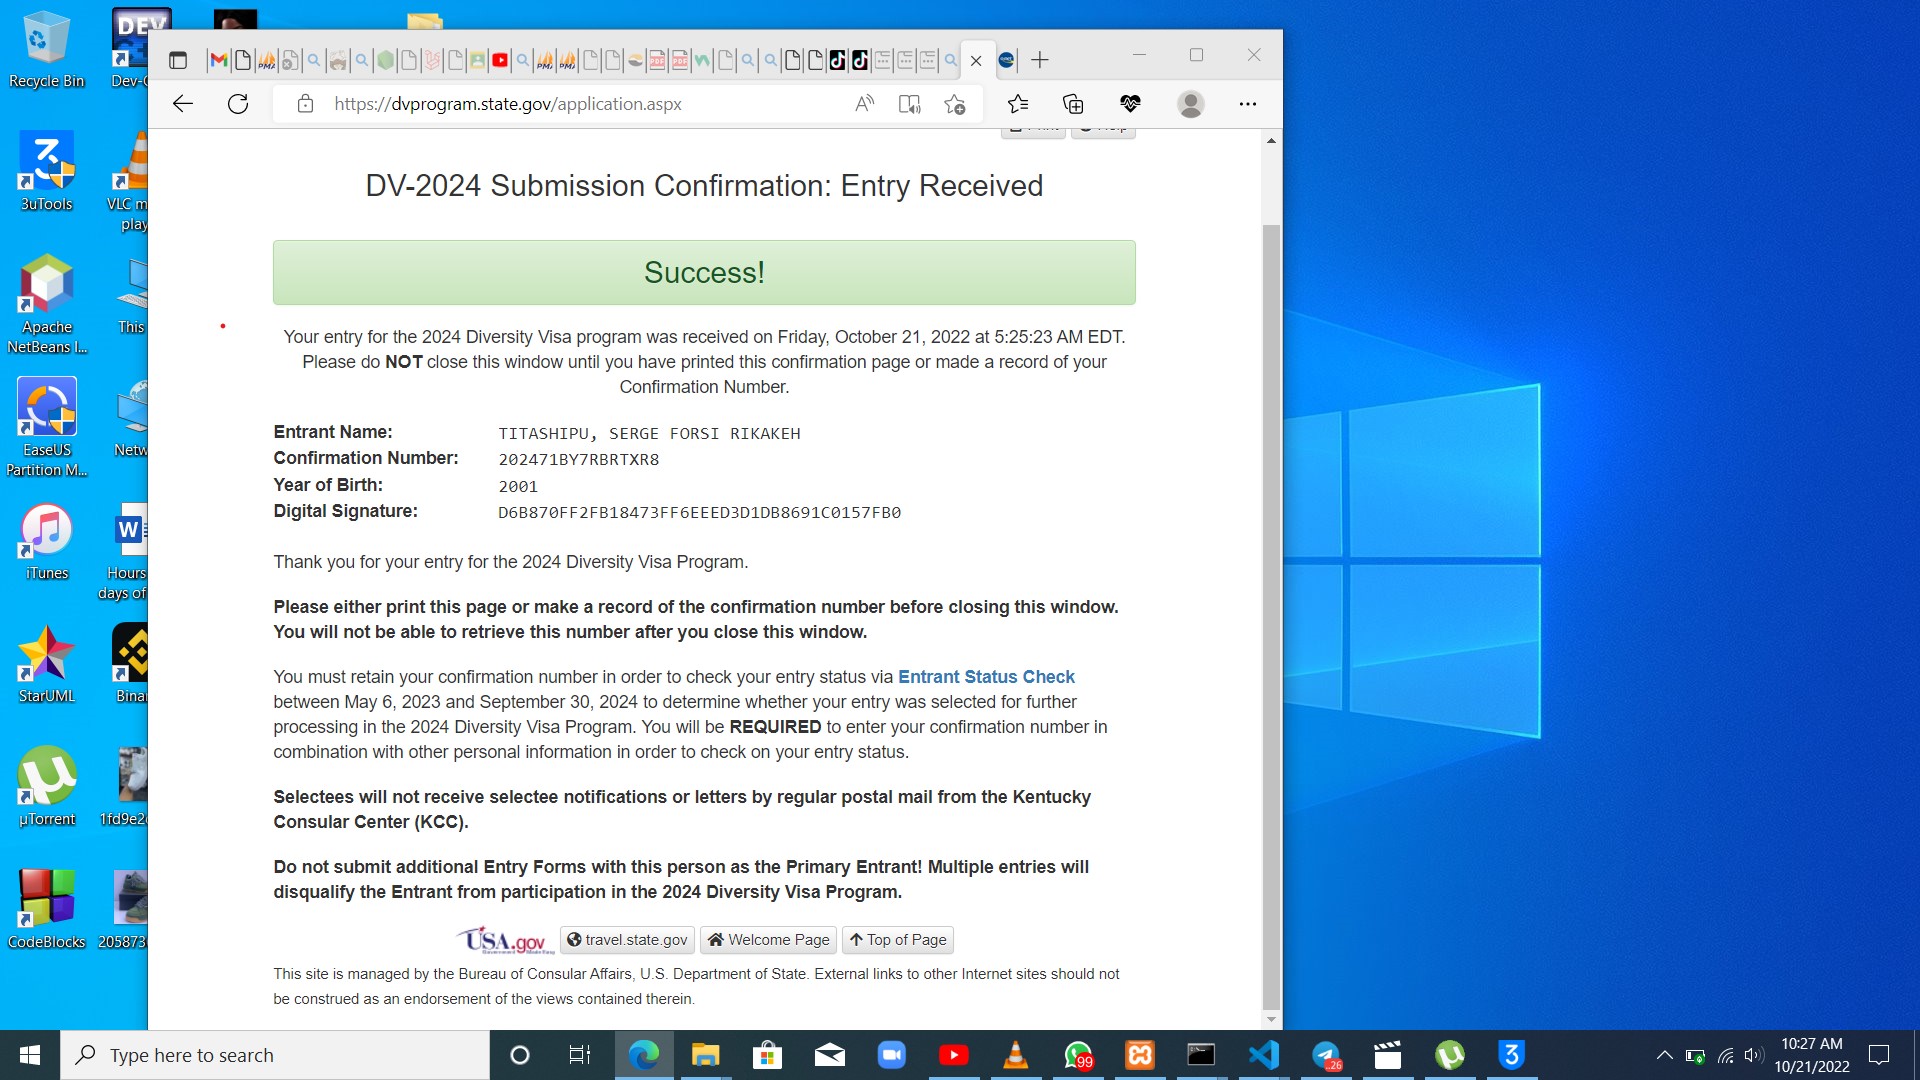 Recycle Bin
DEV
Dev-C
3uTools
VLC m
play
Apache
NetBeans I...
This
EaseUS
Partition M...
Netw
iTunes
Hours
days of
StarUML
Binan
µTorrent
1fd9e2c
CodeBlocks
205873
https://dvprogram.state.gov/application.aspx
Print Help
DV-2024 Submission Confirmation: Entry Received
Success!
Your entry for the 2024 Diversity Visa program was received on Friday, October 21, 2022 at 5:25:23 AM EDT.
Please do NOT close this window until you have printed this confirmation page or made a record of your
Confirmation Number.
Entrant Name: TITASHIPU, SERGE FORSI RIKAKEH
Confirmation Number: 202471BY7RBRTXR8
Year of Birth: 2001
Digital Signature: D6B870FF2FB18473FF6EEED3D1DB8691C0157FB0
Thank you for your entry for the 2024 Diversity Visa Program.
Please either print this page or make a record of the confirmation number before closing this window.
You will not be able to retrieve this number after you close this window.
You must retain your confirmation number in order to check your entry status via Entrant Status Check
between May 6, 2023 and September 30, 2024 to determine whether your entry was selected for further
processing in the 2024 Diversity Visa Program. You will be REQUIRED to enter your confirmation number in
combination with other personal information in order to check on your entry status.
Selectees will not receive selectee notifications or letters by regular postal mail from the Kentucky
Consular Center (KCC).
Do not submit additional Entry Forms with this person as the Primary Entrant! Multiple entries will
disqualify the Entrant from participation in the 2024 Diversity Visa Program.
USA.gov travel.state.gov Welcome Page Top of Page
This site is managed by the Bureau of Consular Affairs, U.S. Department of State. External links to other Internet sites should not
be construed as an endorsement of the views contained therein.
Type here to search
99
26
10:27 AM
10/21/2022